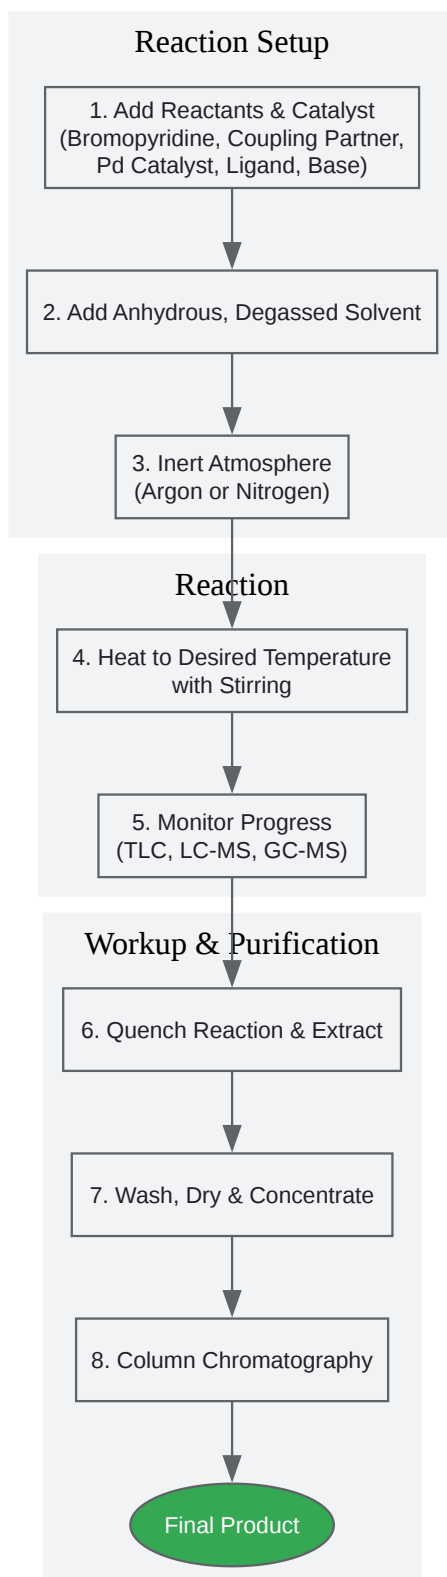 Reaction Setup
1. Add Reactants & Catalyst
(Bromopyridine, Coupling Partner,
Pd Catalyst, Ligand, Base)
2. Add Anhydrous, Degassed Solvent
3. Inert Atmosphere
(Argon or Nitrogen)
Reaction
4. Heat to Desired Temperature
with Stirring
5. Monitor Progress
(TLC, LC-MS, GC-MS)
Workup & Purification
6. Quench Reaction & Extract
7. Wash, Dry & Concentrate
8. Column Chromatography
Final Product